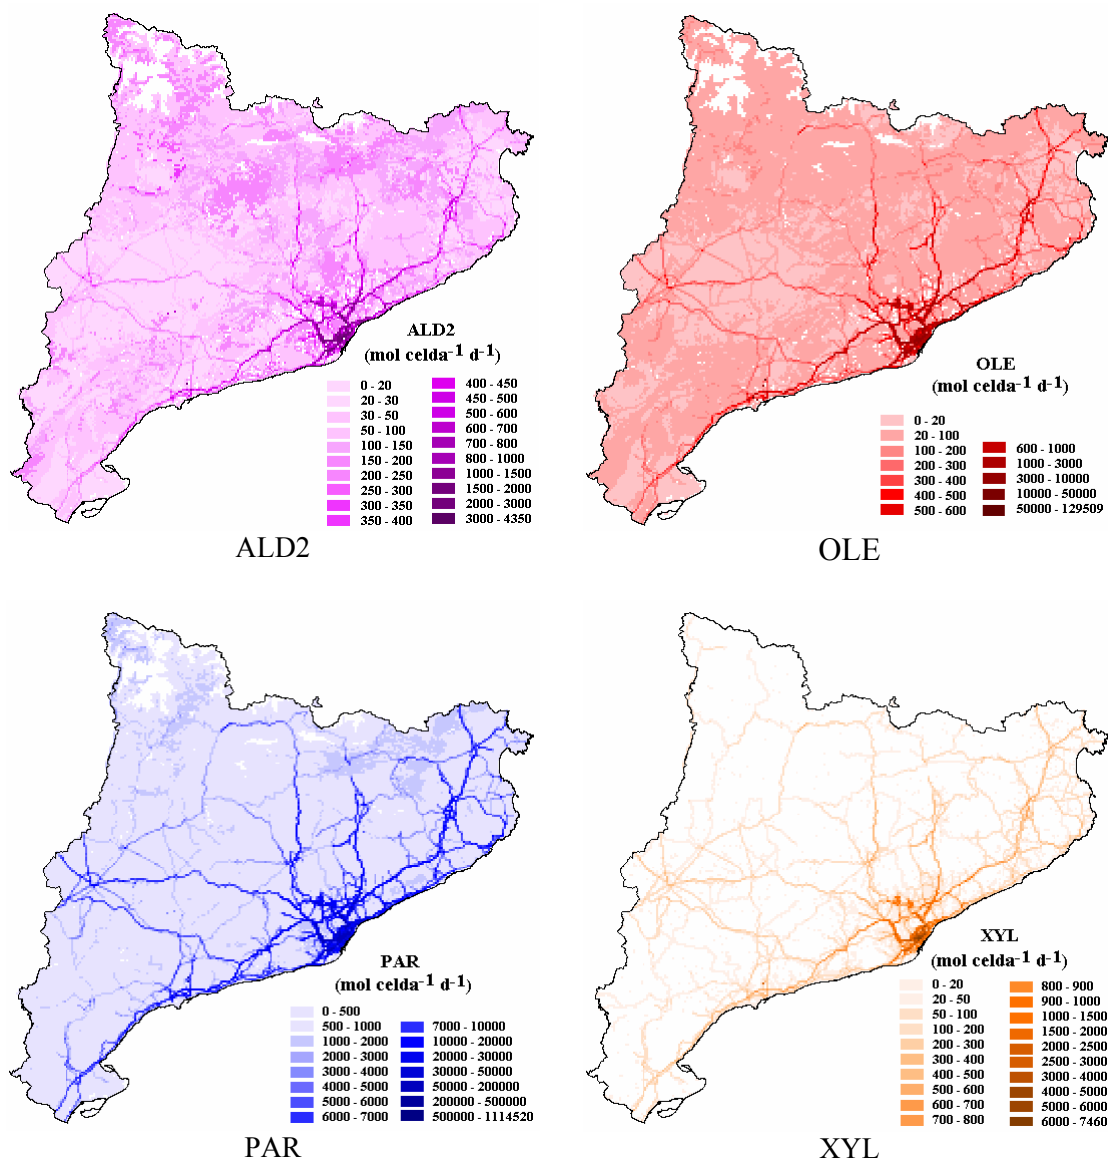 ALD2
(mol celda-1 d-1)
0 - 20
20 - 30
30 - 50
50 - 100
100 - 150
150 - 200
200 - 250
250 - 300
300 - 350
350 - 400
400 - 450
450 - 500
500 - 600
600 - 700
700 - 800
800 - 1000
1000 - 1500
1500 - 2000
2000 - 3000
3000 - 4350
ALD2
OLE
(mol celda-1 d-1)
0 - 20
20 - 100
100 - 200
200 - 300
300 - 400
400 - 500
500 - 600
600 - 1000
1000 - 3000
3000 - 10000
10000 - 50000
50000 - 129509
OLE
PAR
(mol celda-1 d-1)
0 - 500
500 - 1000
1000 - 2000
2000 - 3000
3000 - 4000
4000 - 5000
5000 - 6000
6000 - 7000
7000 - 10000
10000 - 20000
20000 - 30000
30000 - 50000
50000 - 200000
200000 - 500000
500000 - 1114520
PAR
XYL
(mol celda-1 d-1)
0 - 20
20 - 50
50 - 100
100 - 200
200 - 300
300 - 400
400 - 500
500 - 600
600 - 700
700 - 800
800 - 900
900 - 1000
1000 - 1500
1500 - 2000
2000 - 2500
2500 - 3000
3000 - 4000
4000 - 5000
5000 - 6000
6000 - 7460
XYL